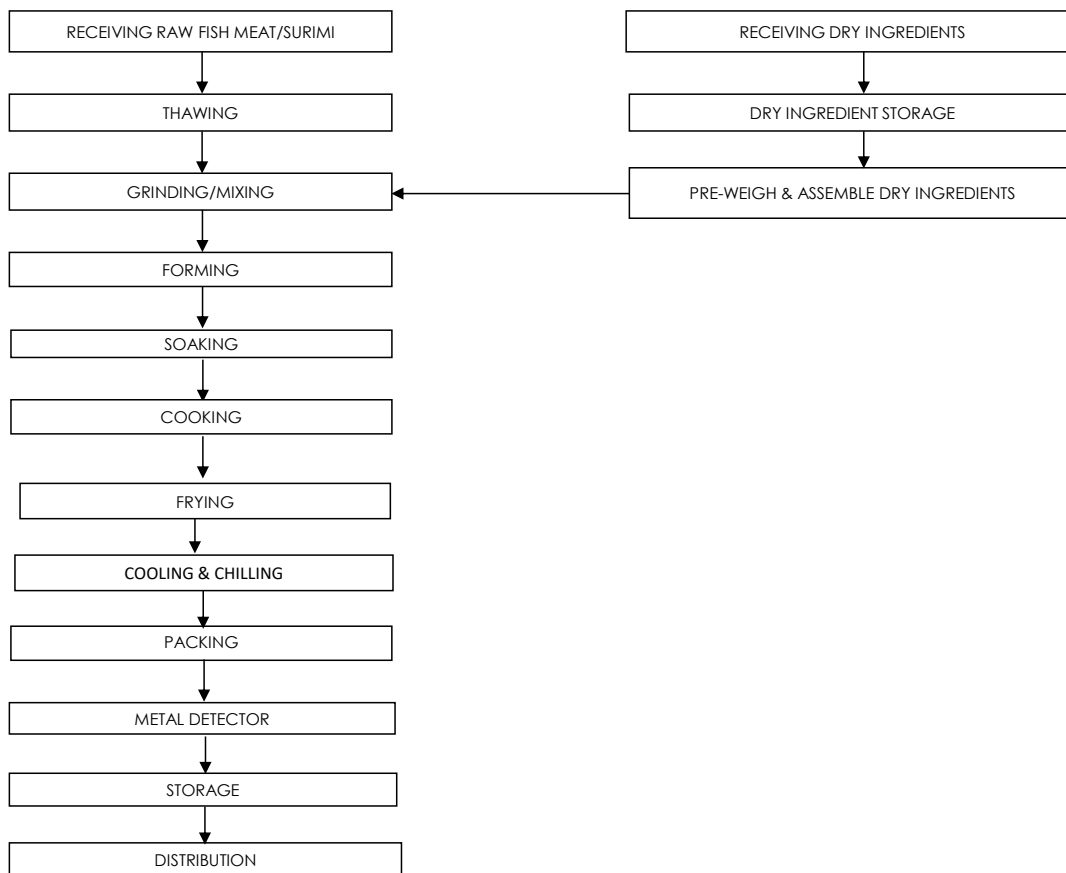 RECEIVING RAW FISH MEAT/SURIMI
THAWING
GRINDING/MIXING
FORMING
SOAKING
COOKING
FRYING
COOLING & CHILLING
PACKING
METAL DETECTOR
STORAGE
DISTRIBUTION
RECEIVING DRY INGREDIENTS
DRY INGREDIENT STORAGE
PRE-WEIGH & ASSEMBLE DRY INGREDIENTS